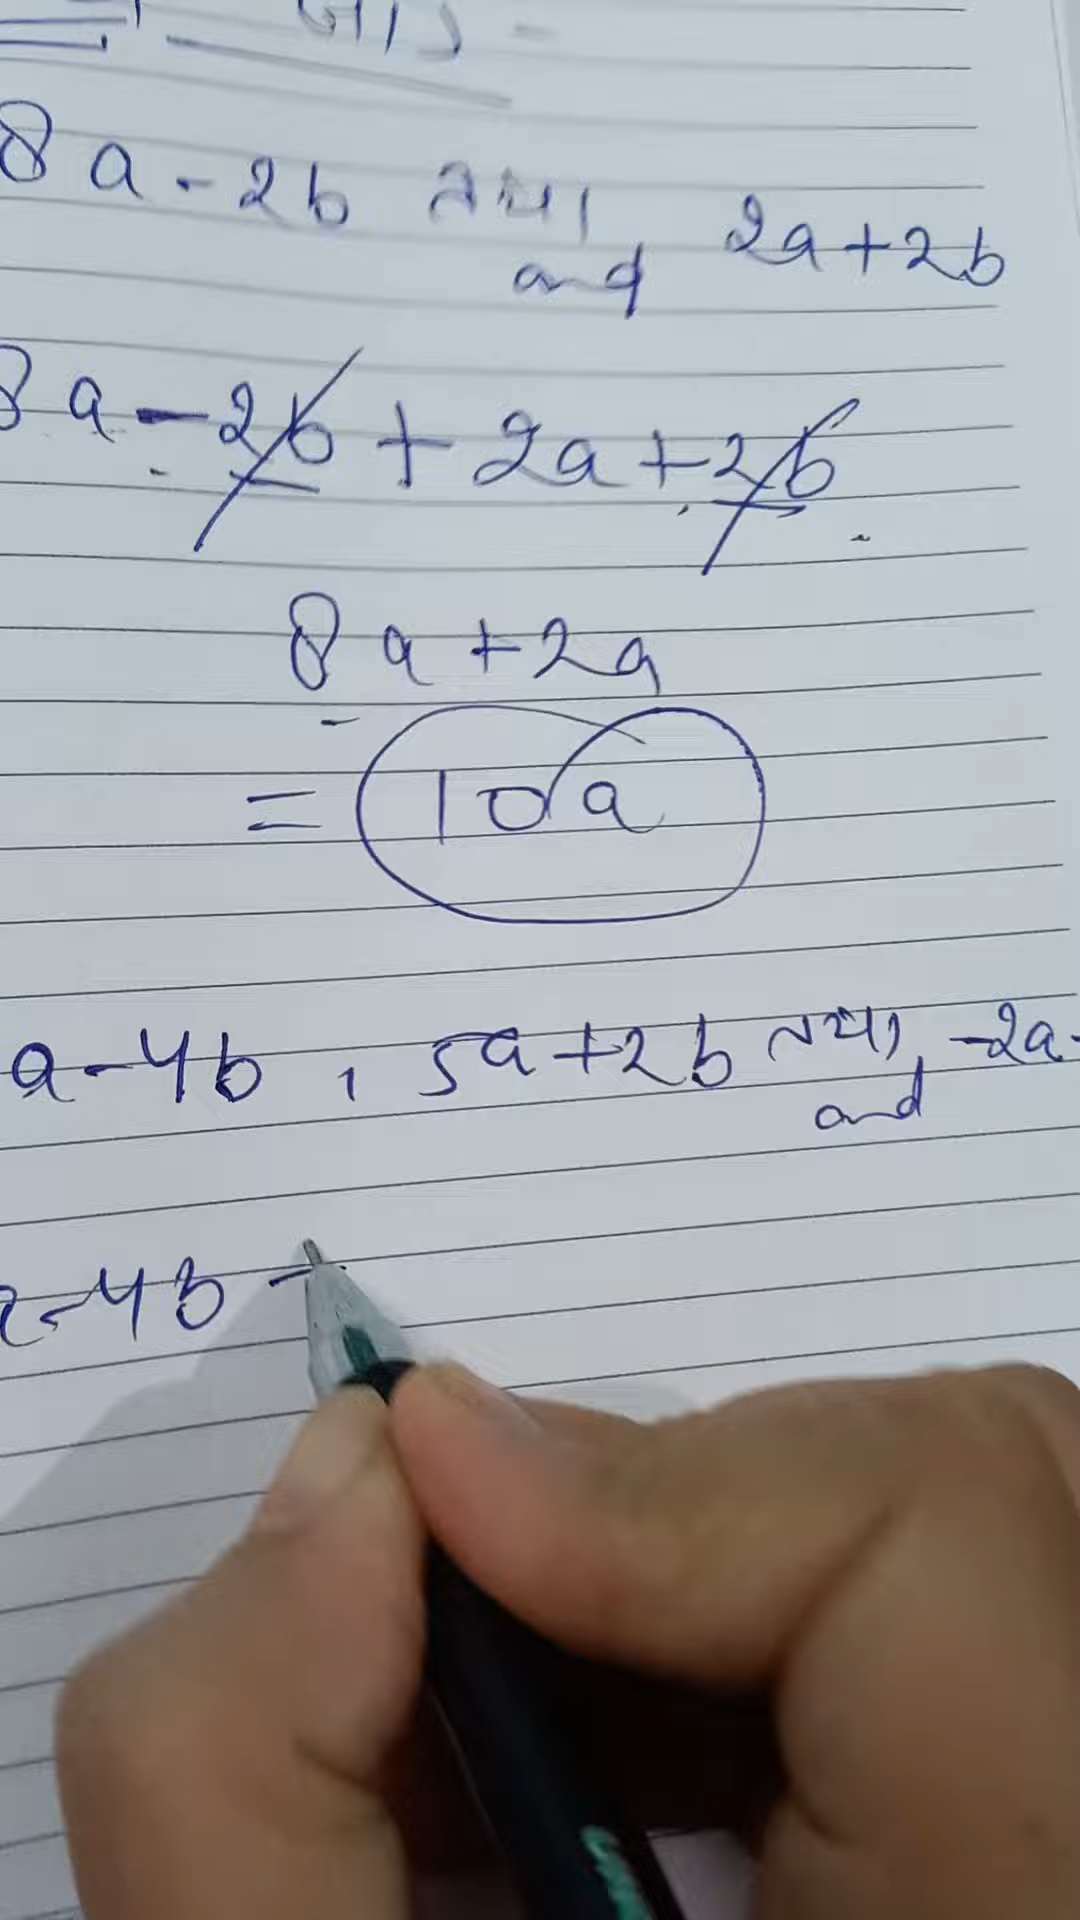 8a - 2b तथा 2a + 2b
and
8a - 2b + 2a + 2b
8a + 2a
= 10a
a - 4b , 5a + 2b तथा, -2a
and
- 4b